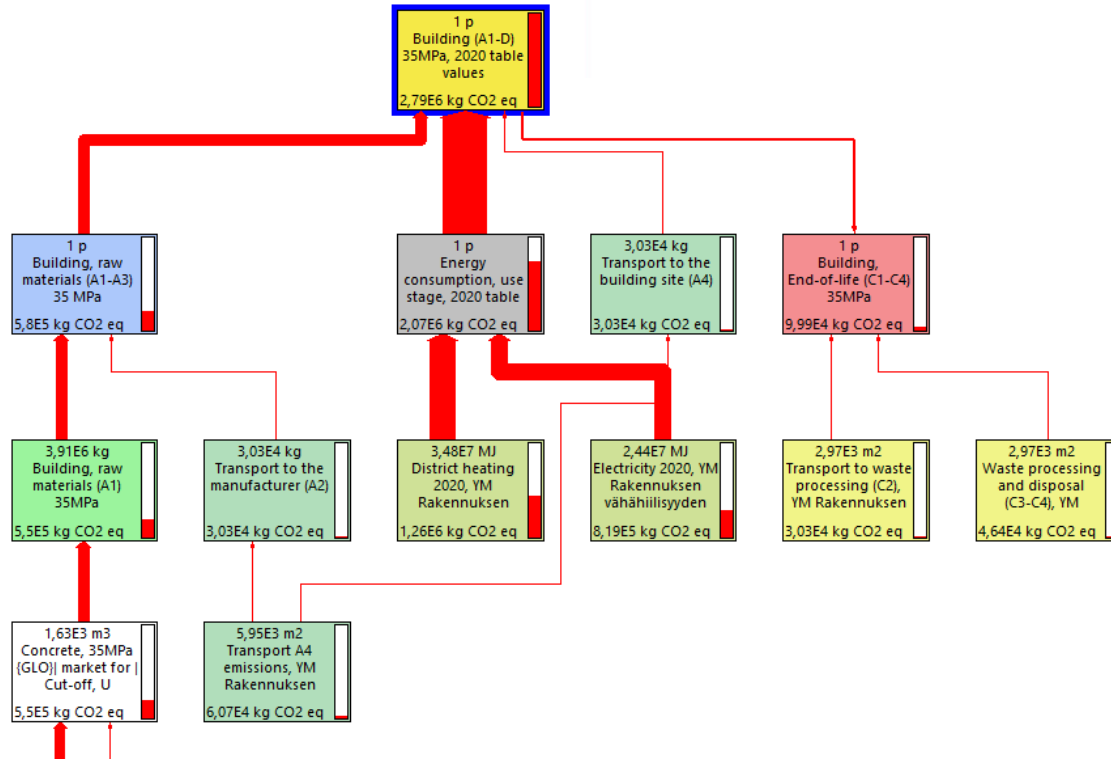 1 p
Building (A1-D)
35MPa, 2020 table
values
2,79E6 kg CO2 eq
1 p
Building, raw
materials (A1-A3)
35 MPa
5,8E5 kg CO2 eq
1 p
Energy
consumption, use
stage, 2020 table
2,07E6 kg CO2 eq
3,03E4 kg
Transport to the
building site (A4)
3,03E4 kg CO2 eq
1 p
Building,
End-of-life (C1-C4)
35MPa
9,99E4 kg CO2 eq
3,91E6 kg
Building, raw
materials (A1)
35MPa
5,5E5 kg CO2 eq
3,03E4 kg
Transport to the
manufacturer (A2)
3,03E4 kg CO2 eq
3,48E7 MJ
District heating
2020, YM
Rakennuksen
1,26E6 kg CO2 eq
2,44E7 MJ
Electricity 2020, YM
Rakennuksen
vähähiilisyyden
8,19E5 kg CO2 eq
2,97E3 m2
Transport to waste
processing (C2),
YM Rakennuksen
3,03E4 kg CO2 eq
2,97E3 m2
Waste processing
and disposal
(C3-C4), YM
4,64E4 kg CO2 eq
1,63E3 m3
Concrete, 35MPa
{GLO}| market for |
Cut-off, U
5,5E5 kg CO2 eq
5,95E3 m2
Transport A4
emissions, YM
Rakennuksen
6,07E4 kg CO2 eq